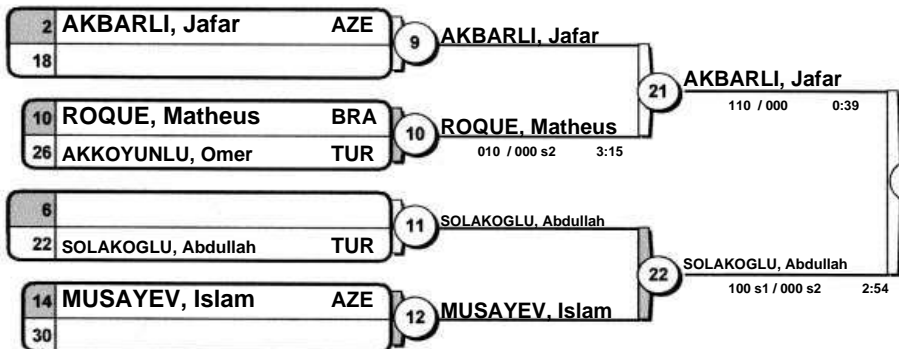 2 AKBARLI, Jafar AZE
18
9 AKBARLI, Jafar
10 ROQUE, Matheus BRA
26 AKKOYUNLU, Omer TUR
10 ROQUE, Matheus
010 / 000 s2 3:15
21 AKBARLI, Jafar
110 / 000 0:39
6
22 SOLAKOGLU, Abdullah TUR
11 SOLAKOGLU, Abdullah
14 MUSAYEV, Islam AZE
30
12 MUSAYEV, Islam
22 SOLAKOGLU, Abdullah
100 s1 / 000 s2 2:54